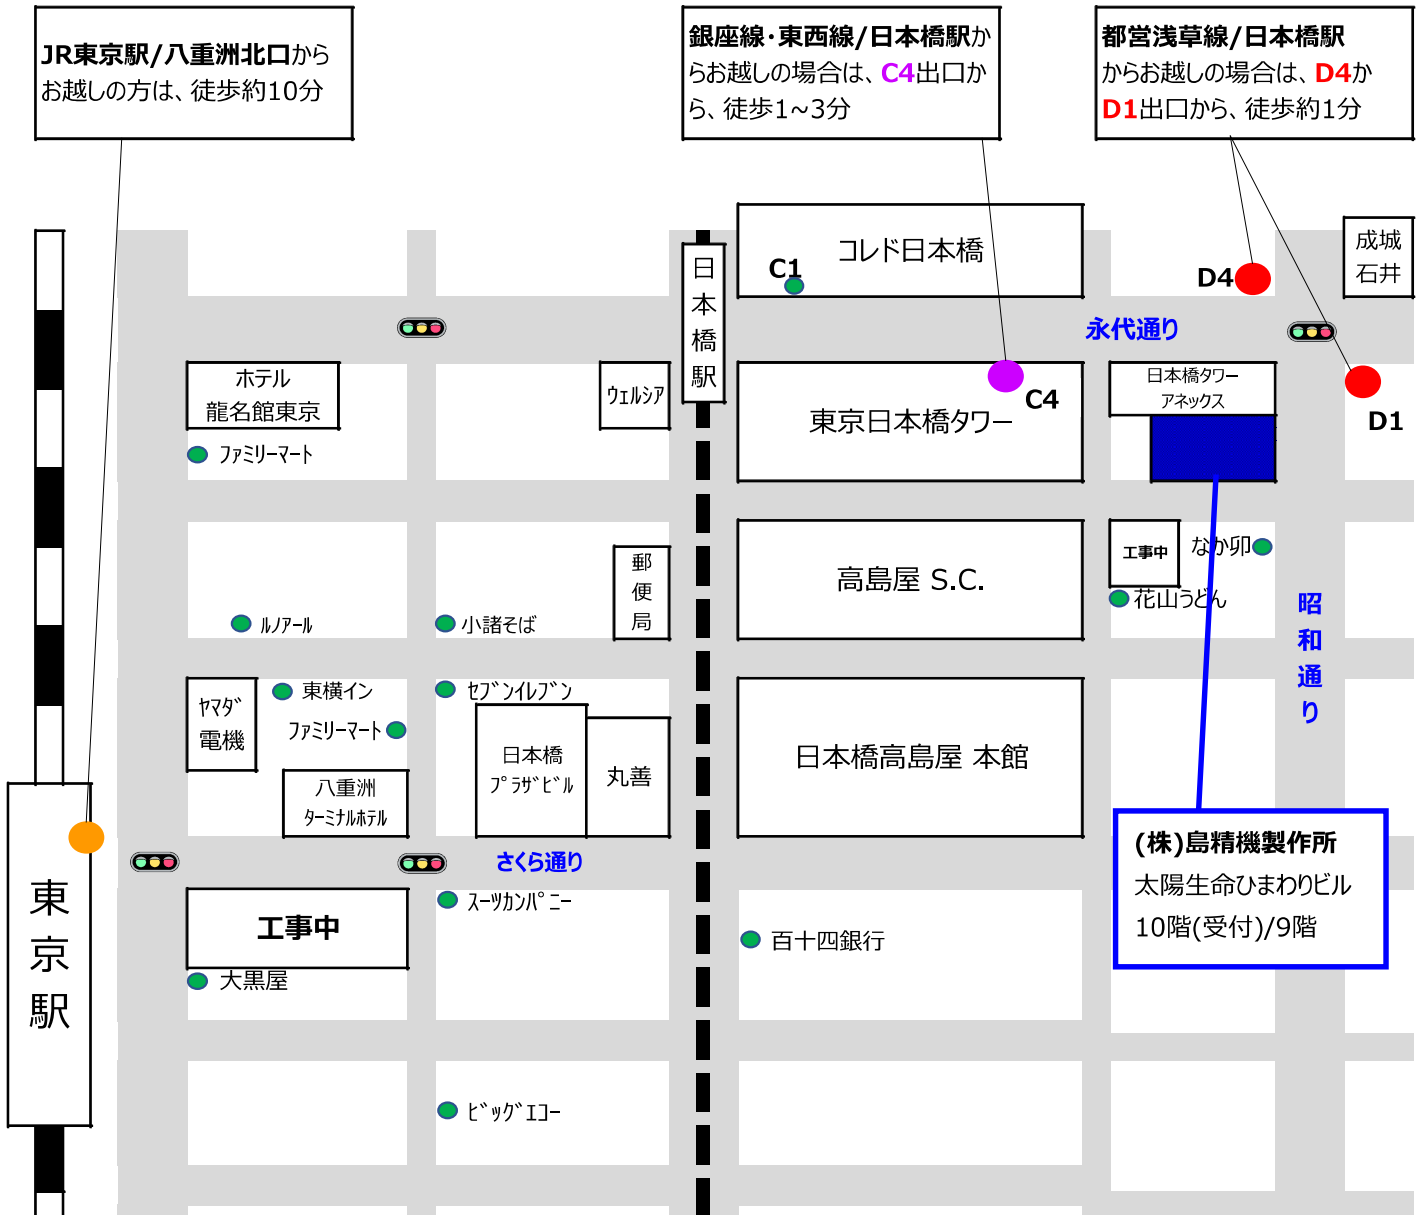 JR東京駅/八重洲北口から
お越しの方は、徒歩約10分
銀座線・東西線/日本橋駅か
らお越しの場合は、C4出口か
ら、徒歩1~3分
都営浅草線/日本橋駅
からお越しの場合は、D4か
D1出口から、徒歩約1分
コレド日本橋
C1
日本橋駅
D4
成城
石井
永代通り
ホテル
龍名館東京
ファミリーマート
ウェルシア
東京日本橋タワー
C4
日本橋タワー
アネックス
D1
郵便局
高島屋 S.C.
工事中
なか卯
花山うどん
昭和通り
ルノアール
小諸そば
ヤマダ
電機
東横イン
ファミリーマート
八重洲
ターミナルホテル
セブンイレブン
日本橋
プラザビル
丸善
日本橋高島屋 本館
さくら通り
(株)島精機製作所
太陽生命ひまわりビル
10階(受付)/9階
東京駅
工事中
大黒屋
スーツカンパニー
百十四銀行
ビッグエコー